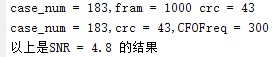 case_num = 183,fram = 1000 crc = 43
case_num = 183,crc = 43,CFOFreq = 300
以上是SNR = 4.8 的结果